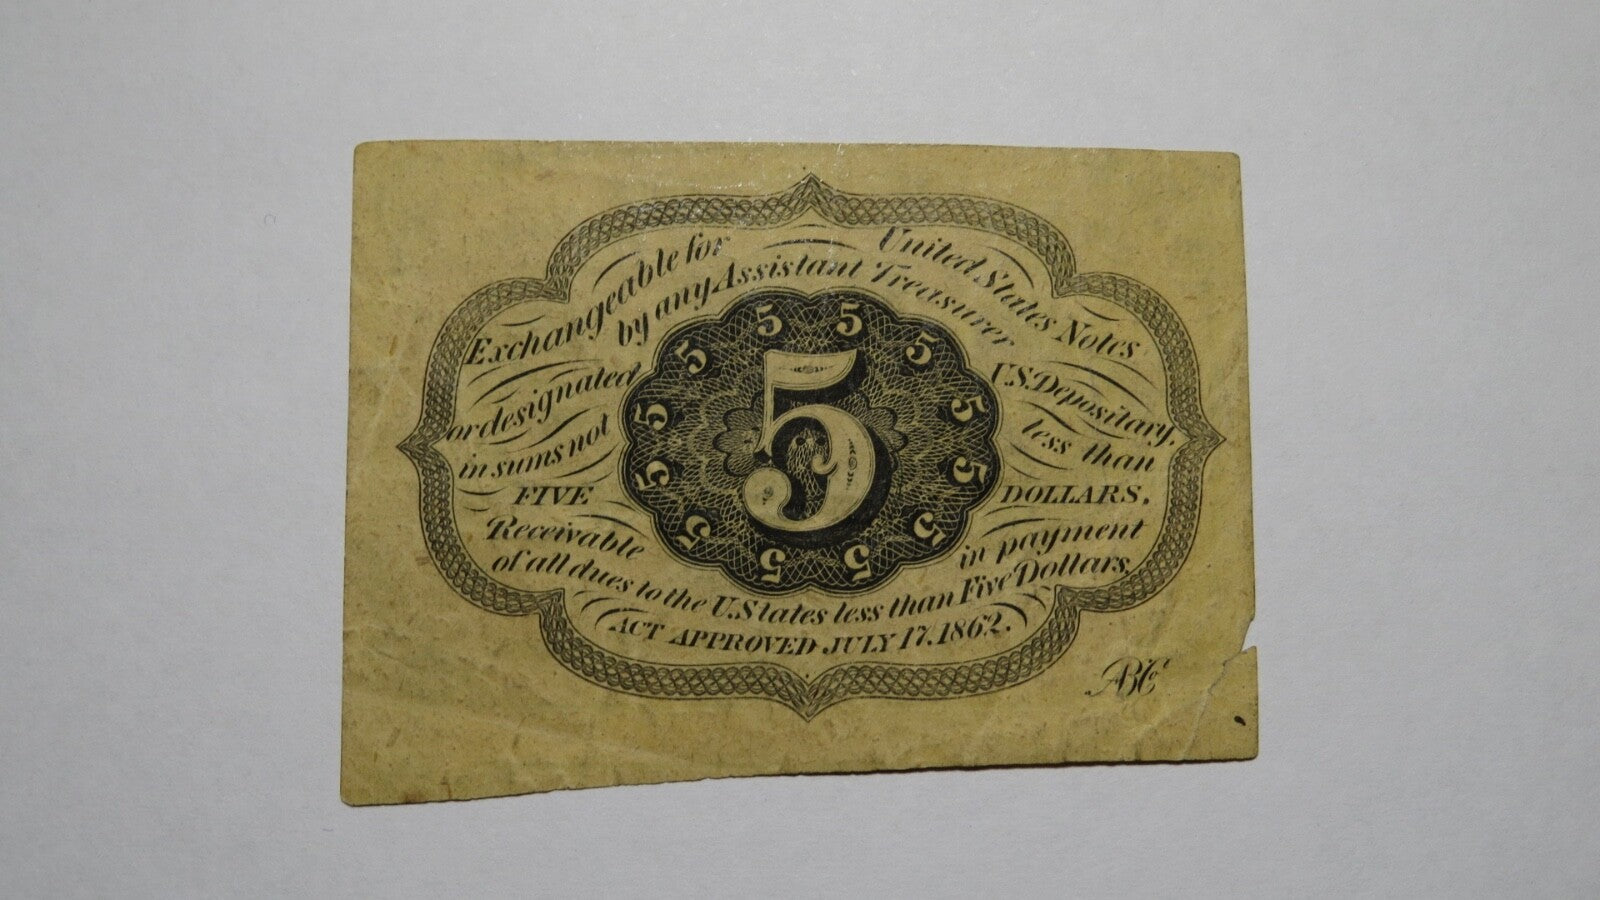 Exchangeable for United States Notes
by any Assistant Treasurer
or designated U.S. Depositary,
in sums not less than
FIVE DOLLARS.
Receivable in payment
of all dues to the U. States less than Five Dollars,
ACT APPROVED JULY 17. 1862.
5
5
5
5
5
5
5
5
5
5
5
5
5
ABCo